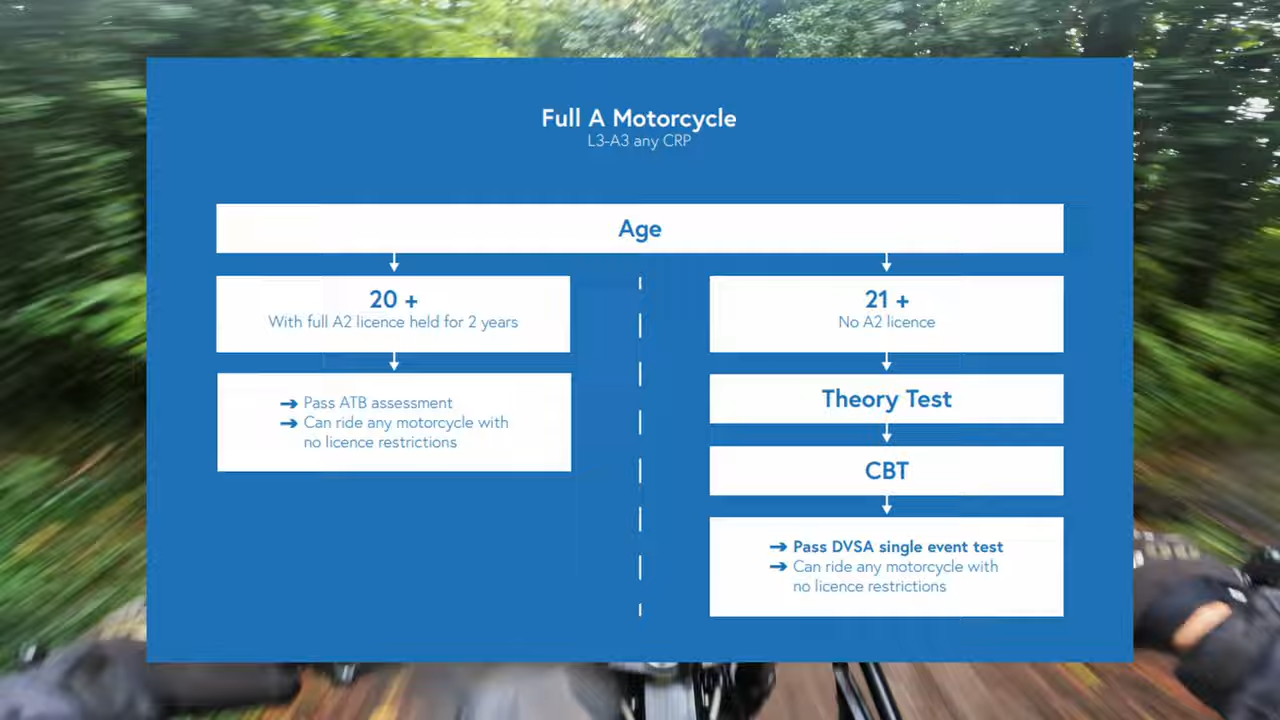 Full A Motorcycle
L3-A3 any CRP
Age
20 +
With full A2 licence held for 2 years
➔ Pass ATB assessment
➔ Can ride any motorcycle with
no licence restrictions
21 +
No A2 licence
Theory Test
CBT
➔ Pass DVSA single event test
➔ Can ride any motorcycle with
no licence restrictions